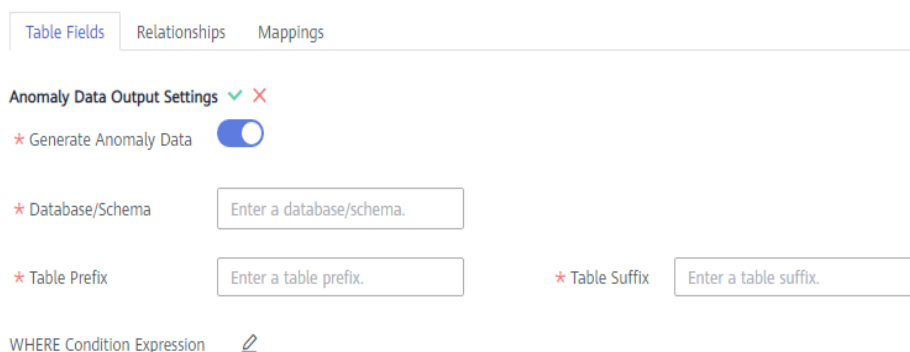 Table Fields Relationships Mappings
Anomaly Data Output Settings
* Generate Anomaly Data
* Database/Schema Enter a database/schema.
* Table Prefix Enter a table prefix. * Table Suffix Enter a table suffix.
WHERE Condition Expression